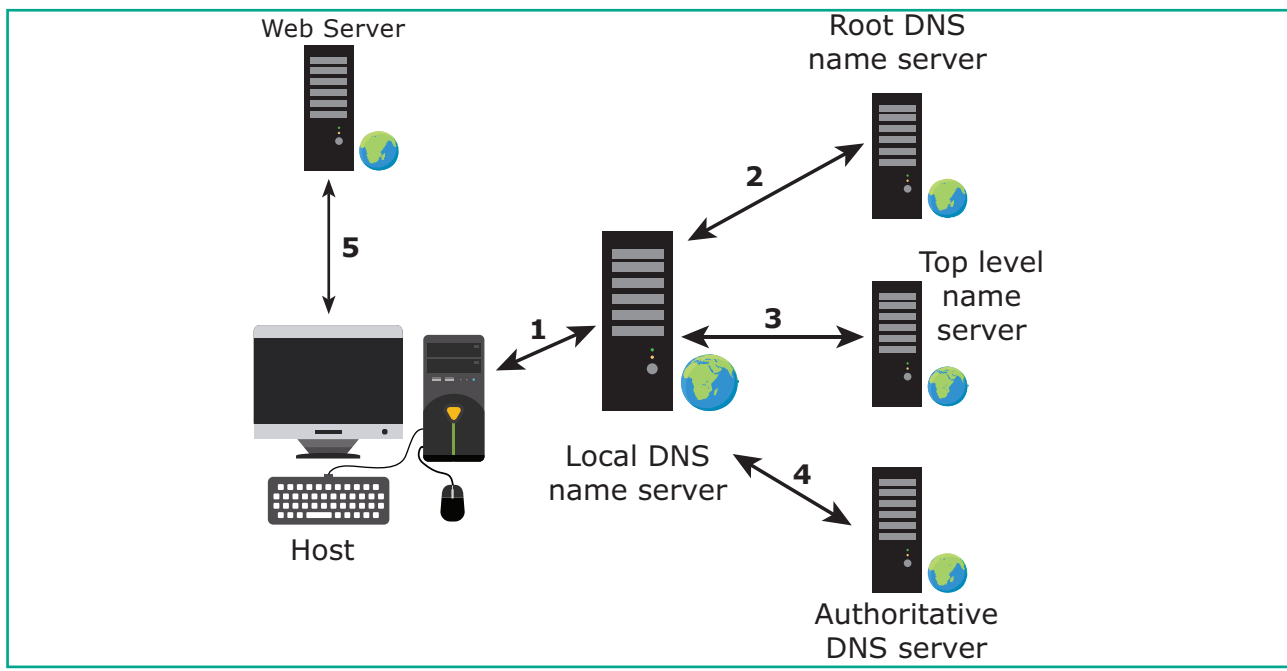 Web Server
Root DNS
name server
2
5
Top level
name
server
1
3
Local DNS
name server
4
Host
Authoritative
DNS server